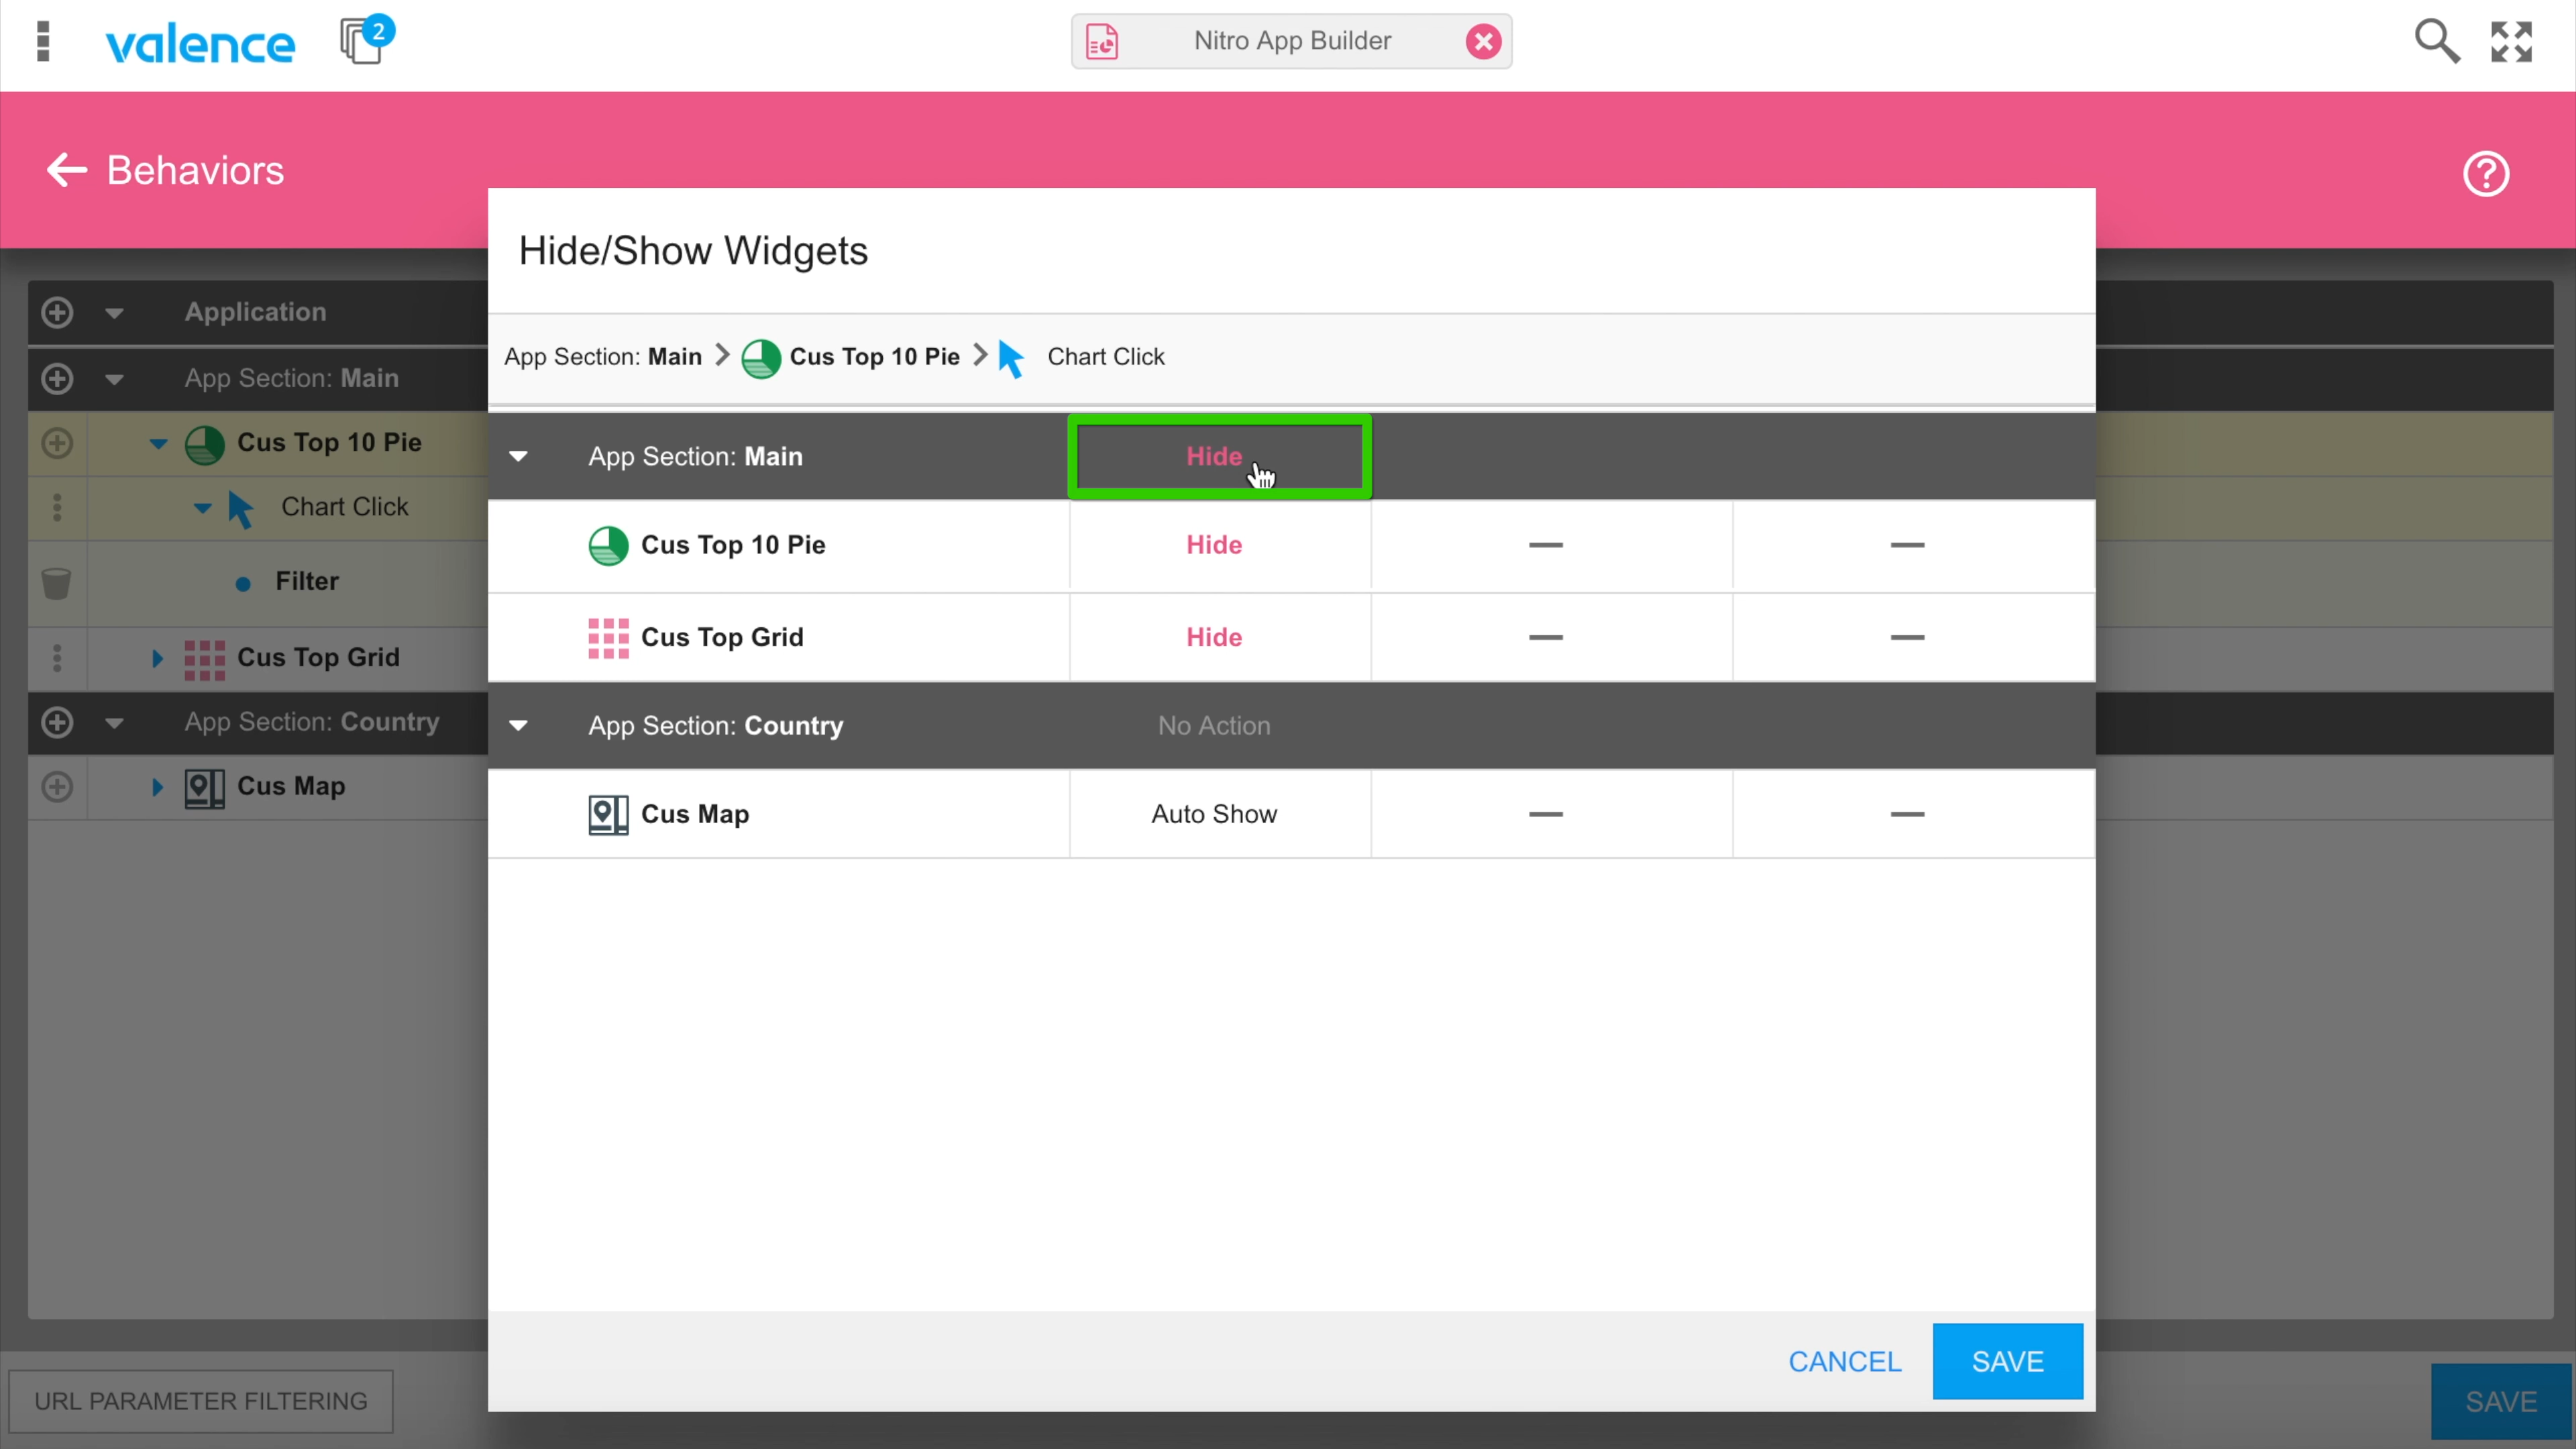 valence
2
Nitro App Builder
Behaviors
Application
App Section: Main
Cus Top 10 Pie
Chart Click
Filter
Cus Top Grid
App Section: Country
Cus Map
Hide/Show Widgets
App Section: Main
Cus Top 10 Pie
Chart Click
App Section: Main Hide
Cus Top 10 Pie Hide — —
Cus Top Grid Hide — —
App Section: Country No Action
Cus Map Auto Show — —
CANCEL SAVE
URL PARAMETER FILTERING
SAVE